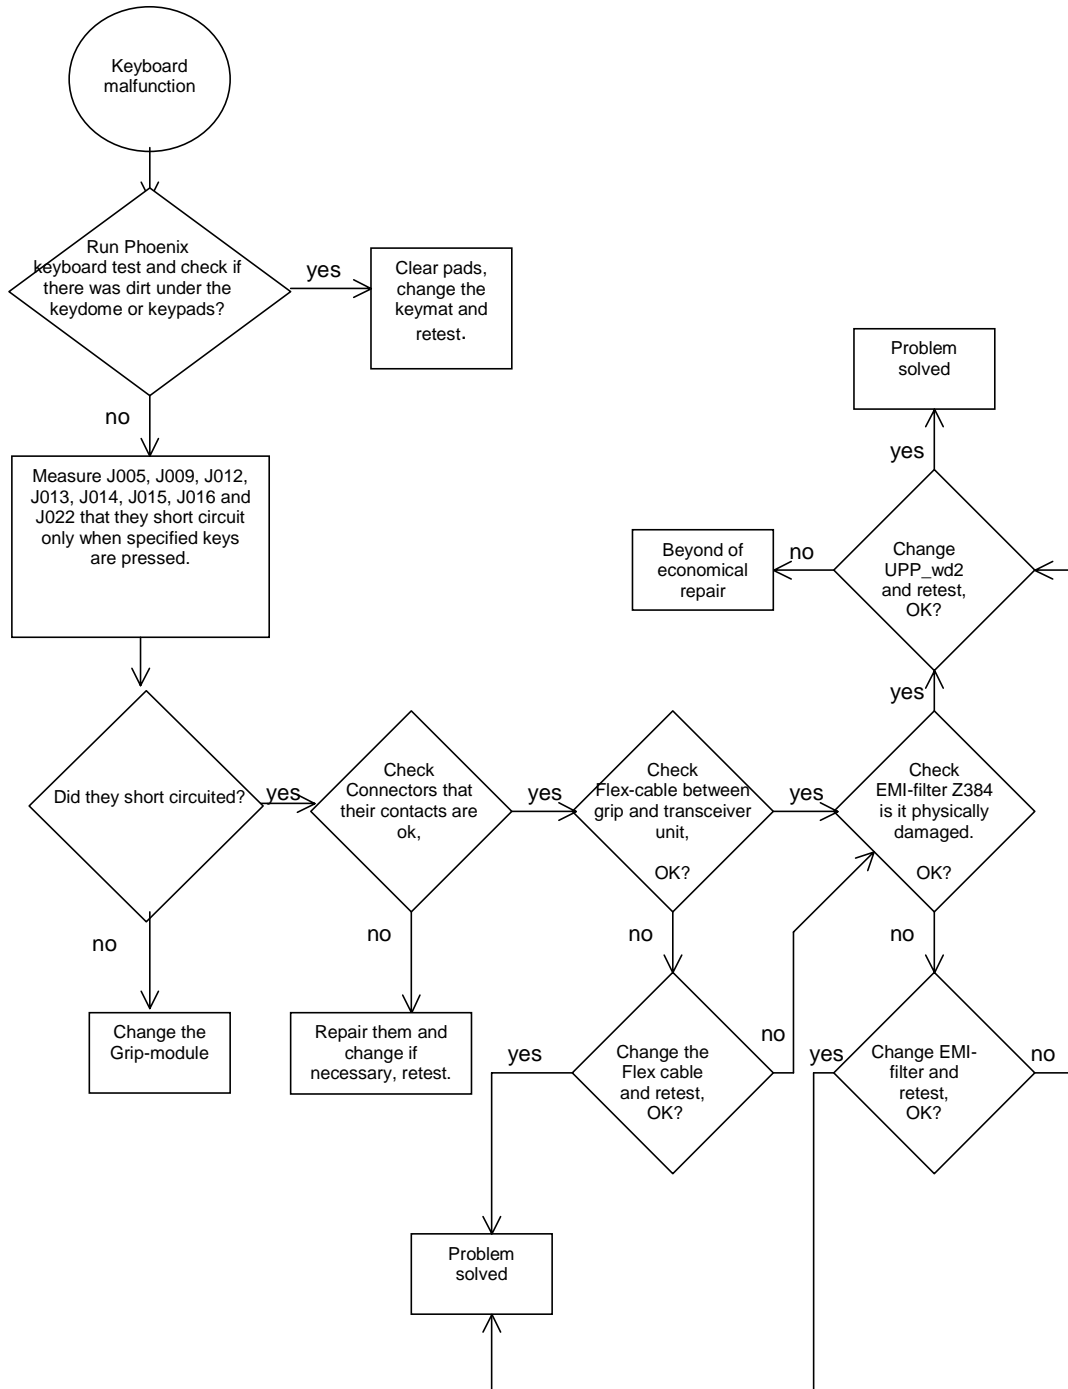 Keyboard
malfunction
Run Phoenix
keyboard test and check if
there was dirt under the
keydome or keypads?
yes
Clear pads,
change the
keymat and
retest.
no
Measure J005, J009, J012,
J013, J014, J015, J016 and
J022 that they short circuit
only when specified keys
are pressed.
Problem
solved
yes
Change
UPP_wd2
and retest,
OK?
no
Beyond of
economical
repair
yes
Did they short circuited?
yes
Check
Connectors that
their contacts are
ok,
yes
Check
Flex-cable between
grip and transceiver
unit,
OK?
yes
Check
EMI-filter Z384
is it physically
damaged.
OK?
no
Change the
Grip-module
no
Repair them and
change if
necessary, retest.
no
Change the
Flex cable
and retest,
OK?
yes
no
no
Change EMI-
filter and
retest,
OK?
yes
no
Problem
solved